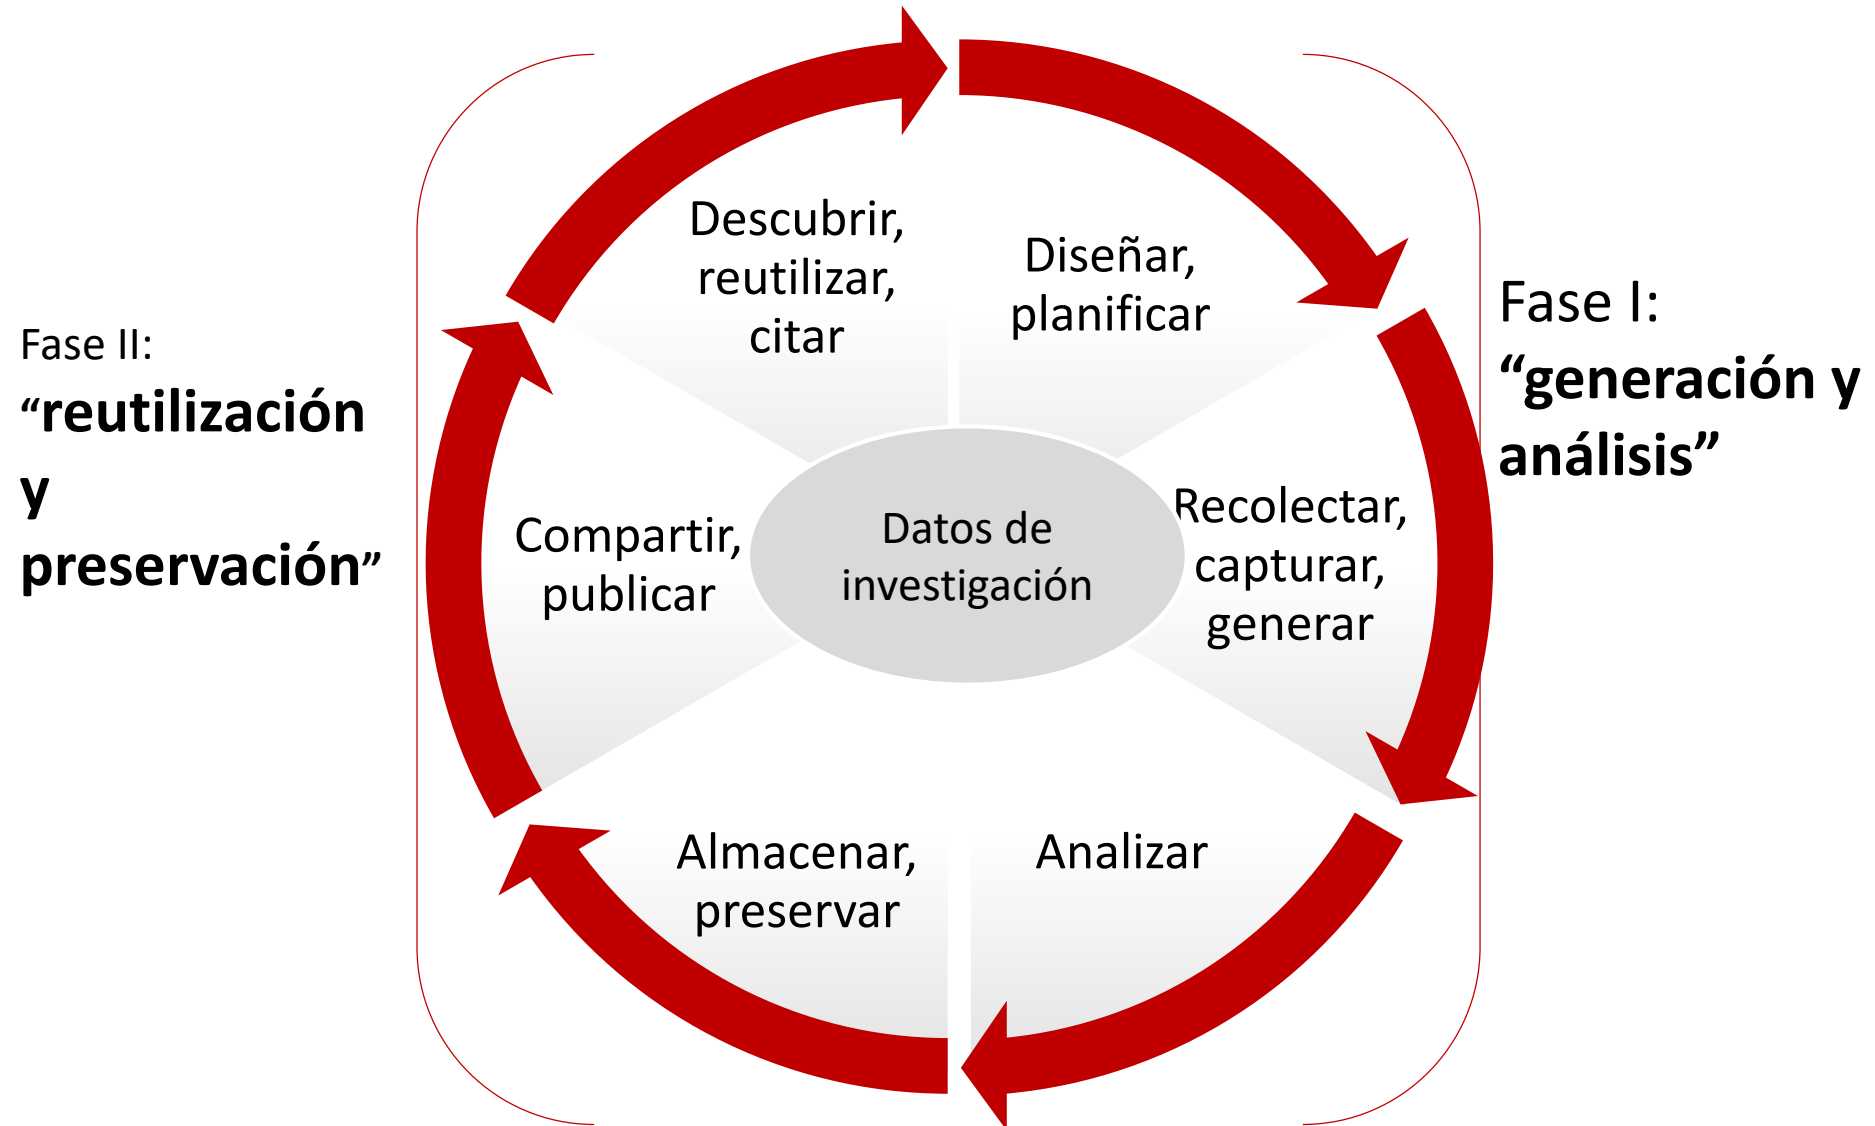 Descubrir,
reutilizar,
citar
Diseñar,
planificar
Fase I:
“generación y
análisis”
Fase II:
“reutilización
y
preservación”
Recolectar,
capturar,
generar
Compartir,
publicar
Datos de
investigación
Almacenar,
preservar
Analizar